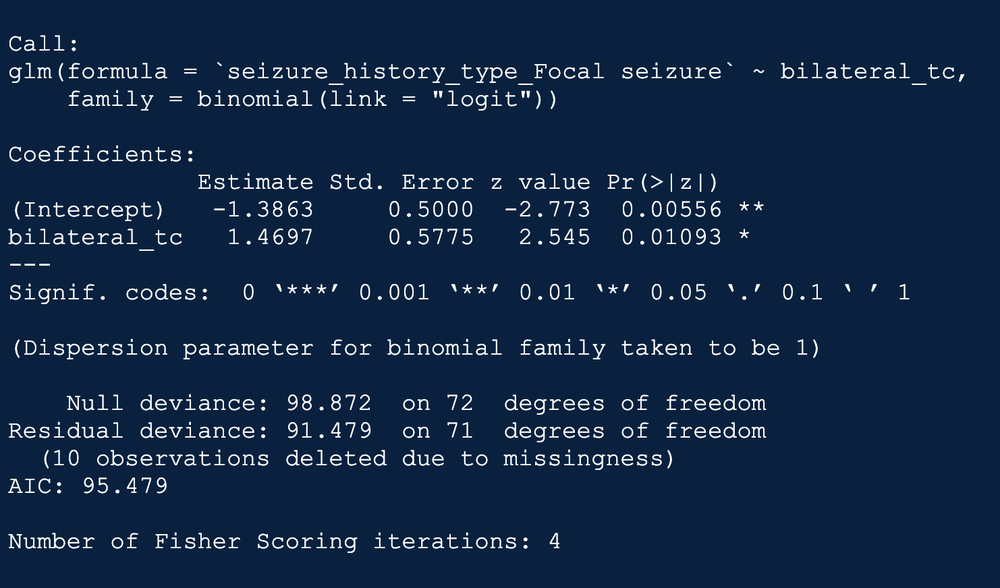 Call:
glm(formula = `seizure_history_type_Focal seizure` ~ bilateral_tc,
    family = binomial(link = "logit"))
Coefficients:
             Estimate Std. Error z value Pr(>|z|)
(Intercept)   -1.3863     0.5000  -2.773  0.00556 **
bilateral_tc   1.4697     0.5775   2.545  0.01093 *
---
Signif. codes:  0 ‘***’ 0.001 ‘**’ 0.01 ‘*’ 0.05 ‘.’ 0.1 ‘ ’ 1
(Dispersion parameter for binomial family taken to be 1)
    Null deviance: 98.872  on 72  degrees of freedom
Residual deviance: 91.479  on 71  degrees of freedom
  (10 observations deleted due to missingness)
AIC: 95.479
Number of Fisher Scoring iterations: 4